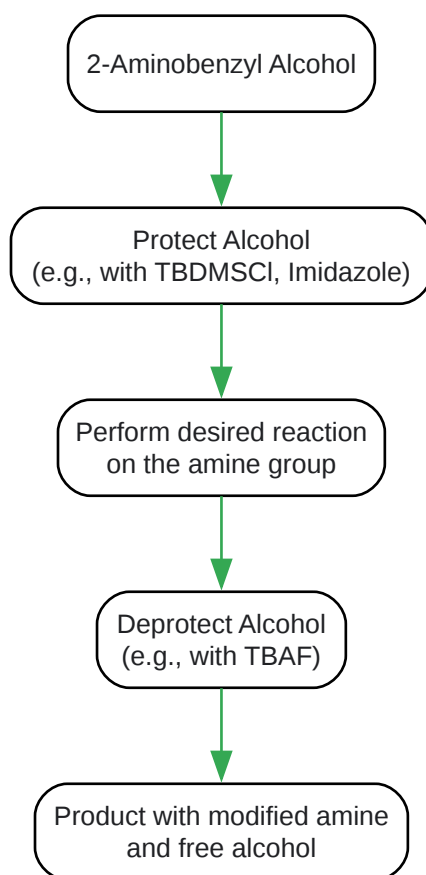 2-Aminobenzyl Alcohol
Protect Alcohol
(e.g., with TBDMSCl, Imidazole)
Perform desired reaction
on the amine group
Deprotect Alcohol
(e.g., with TBAF)
Product with modified amine
and free alcohol